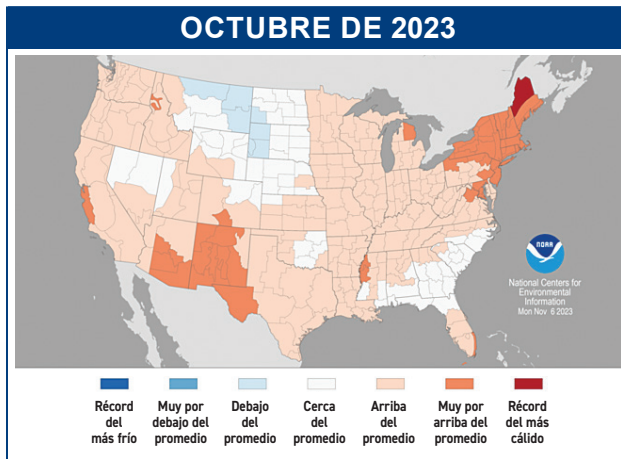 OCTUBRE DE 2023
NOAA
National Centers for
Environmental
Information
Mon Nov 6 2023
Récord
del
más frío
Muy por
debajo del
promedio
Debajo
del
promedio
Cerca
del
promedio
Arriba
del
promedio
Muy por
arriba del
promedio
Récord
del más
cálido